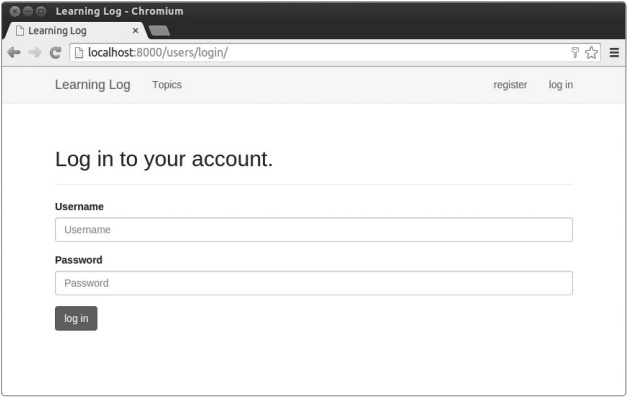 Learning Log - Chromium
Learning Log
localhost:8000/users/login/
Learning Log Topics register log in
Log in to your account.
Username
Username
Password
Password
log in